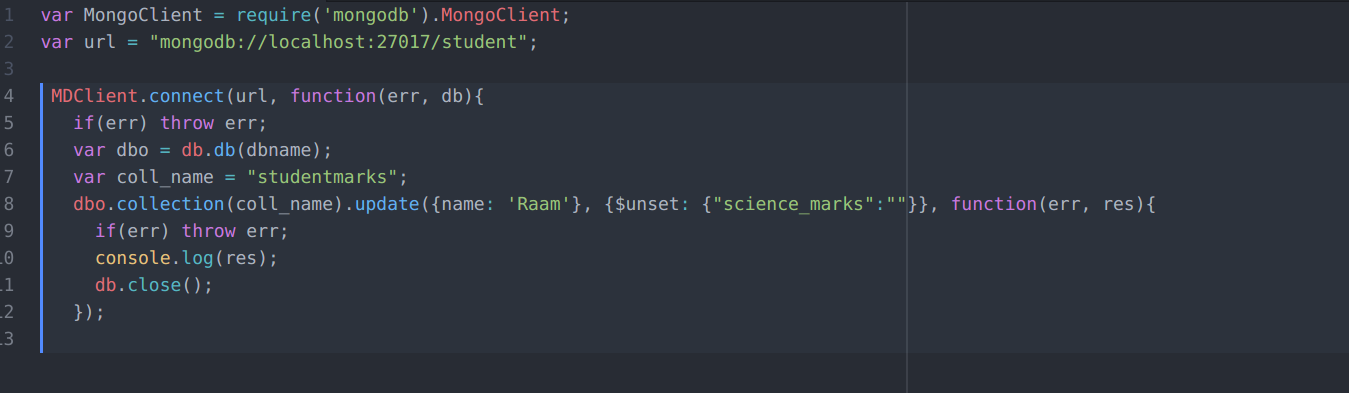 1 var MongoClient = require('mongodb').MongoClient;
2 var url = "mongodb://localhost:27017/student";
3
4 MDClient.connect(url, function(err, db){
5 if(err) throw err;
6 var dbo = db.db(dbname);
7 var coll_name = "studentmarks";
8 dbo.collection(coll_name).update({name: 'Raam'}, {$unset: {"science_marks":""}}, function(err, res){
9 if(err) throw err;
10 console.log(res);
11 db.close();
12 });
13